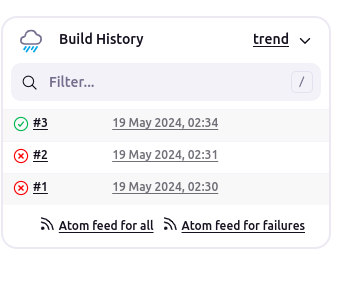 Build History trend
Filter... /
#3 19 May 2024, 02:34
#2 19 May 2024, 02:31
#1 19 May 2024, 02:30
Atom feed for all Atom feed for failures